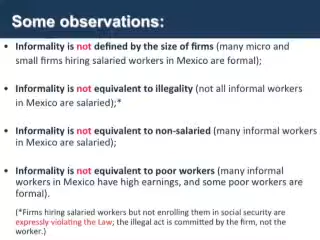 Some observations:
• Informality is not defined by the size of firms (many micro and
small firms hiring salaried workers in Mexico are formal);
• Informality is not equivalent to illegality (not all informal workers
in Mexico are salaried);*
• Informality is not equivalent to non-salaried (many informal workers
in Mexico are salaried);
• Informality is not equivalent to poor workers (many informal
workers in Mexico have high earnings, and some poor workers are
formal).
(*Firms hiring salaried workers but not enrolling them in social security are
expressly violating the Law; the illegal act is committed by the firm, not the
worker.)